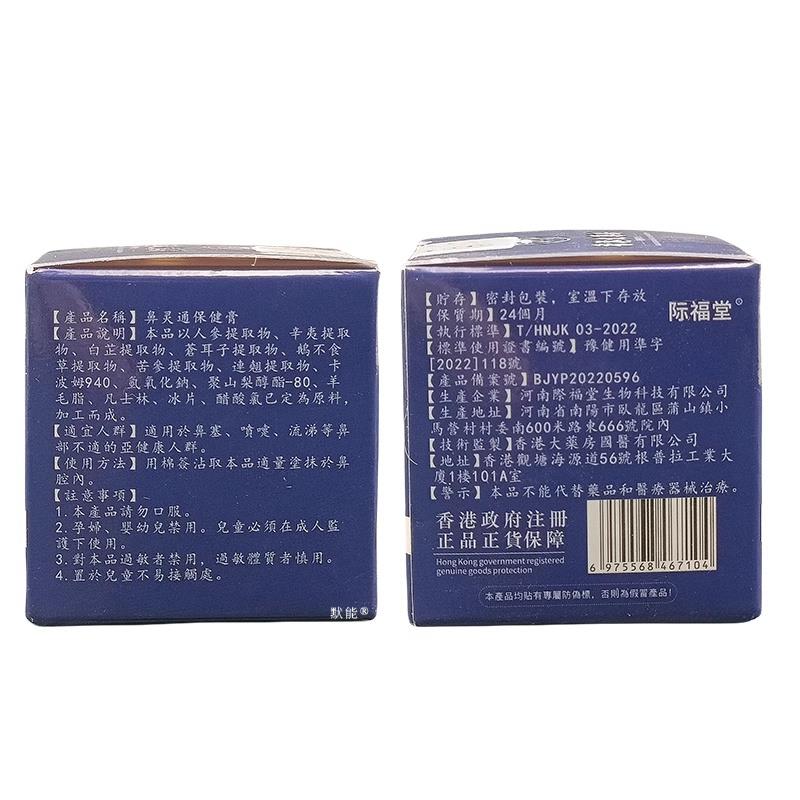 【產品名稱】鼻灵通保健膏
【產品說明】本品以人參提取物、辛夷提取
物、白芷提取物、蒼耳子提取物、鵝不食
草提取物、苦參提取物、連翹提取物、卡
波姆940、氫氧化鈉、聚山梨醇酯-80、羊
毛脂、凡士林、冰片、醋酸氯已定為原料，
加工而成。
【適宜人群】適用於鼻塞、噴嚏、流涕等鼻
部不適的亞健康人群。
【使用方法】用棉簽沾取本品適量塗抹於鼻
腔內。
【註意事項】
1.本產品請勿口服。
2.孕婦、嬰幼兒禁用。兒童必須在成人監
護下使用。
3.對本品過敏者禁用，過敏體質者慎用。
4.置於兒童不易接觸處。
默能®
际福堂
【貯存】密封包裝，室溫下存放
【保質期】24個月
【执行標準】T/HNJK 03-2022
【標準使用證書編號】豫健用準字
[2022]118號
【產品備案號】BJYP20220596
【生產企業】河南際福堂生物科技有限公司
【生產地址】河南省南陽市臥龍區蒲山鎮小
馬營村村委南600米路東666號院內
【技術監製】香港大薬房國醫有限公司
【地址】香港觀塘海源道56號根普拉工業大
廈1楼101A室
【警示】本品不能代替藥品和醫療器械治療。
香港政府注冊
正品正貨保障
Hong Kong government registered
genuine goods protection
6 975568 467104
本產品均貼有專屬防偽標，否則為假冒產品！